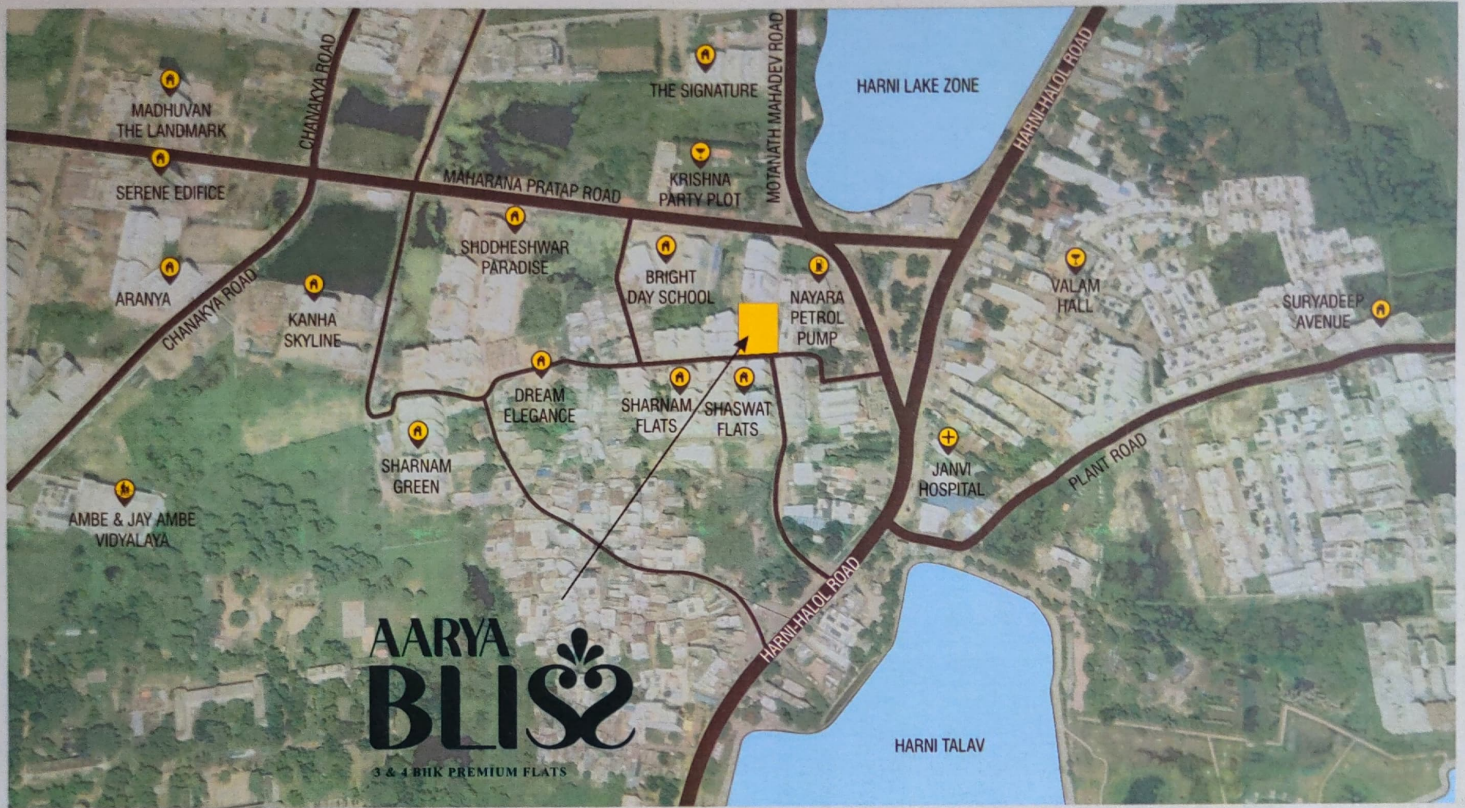 CHANAKYA ROAD
MOTANATH MAHADEV ROAD
HARNI-HALOL ROAD
THE SIGNATURE
HARNI LAKE ZONE
MADHUVAN
THE LANDMARK
SERENE EDIFICE
MAHARANA PRATAP ROAD
KRISHNA
PARTY PLOT
SHDDHESHWAR
PARADISE
BRIGHT
DAY SCHOOL
NAYARA
PETROL
PUMP
VALAM
HALL
SURYADEEP
AVENUE
ARANYA
CHANAKYA ROAD
KANHA
SKYLINE
DREAM
ELEGANCE
SHARNAM
FLATS
SHASWAT
FLATS
SHARNAM
GREEN
JANVI
HOSPITAL
PLANT ROAD
AMBE & JAY AMBE
VIDYALAYA
HARNI-HALOL ROAD
AARYA
BLISS
3 & 4 BHK PREMIUM FLATS
HARNI TALAV